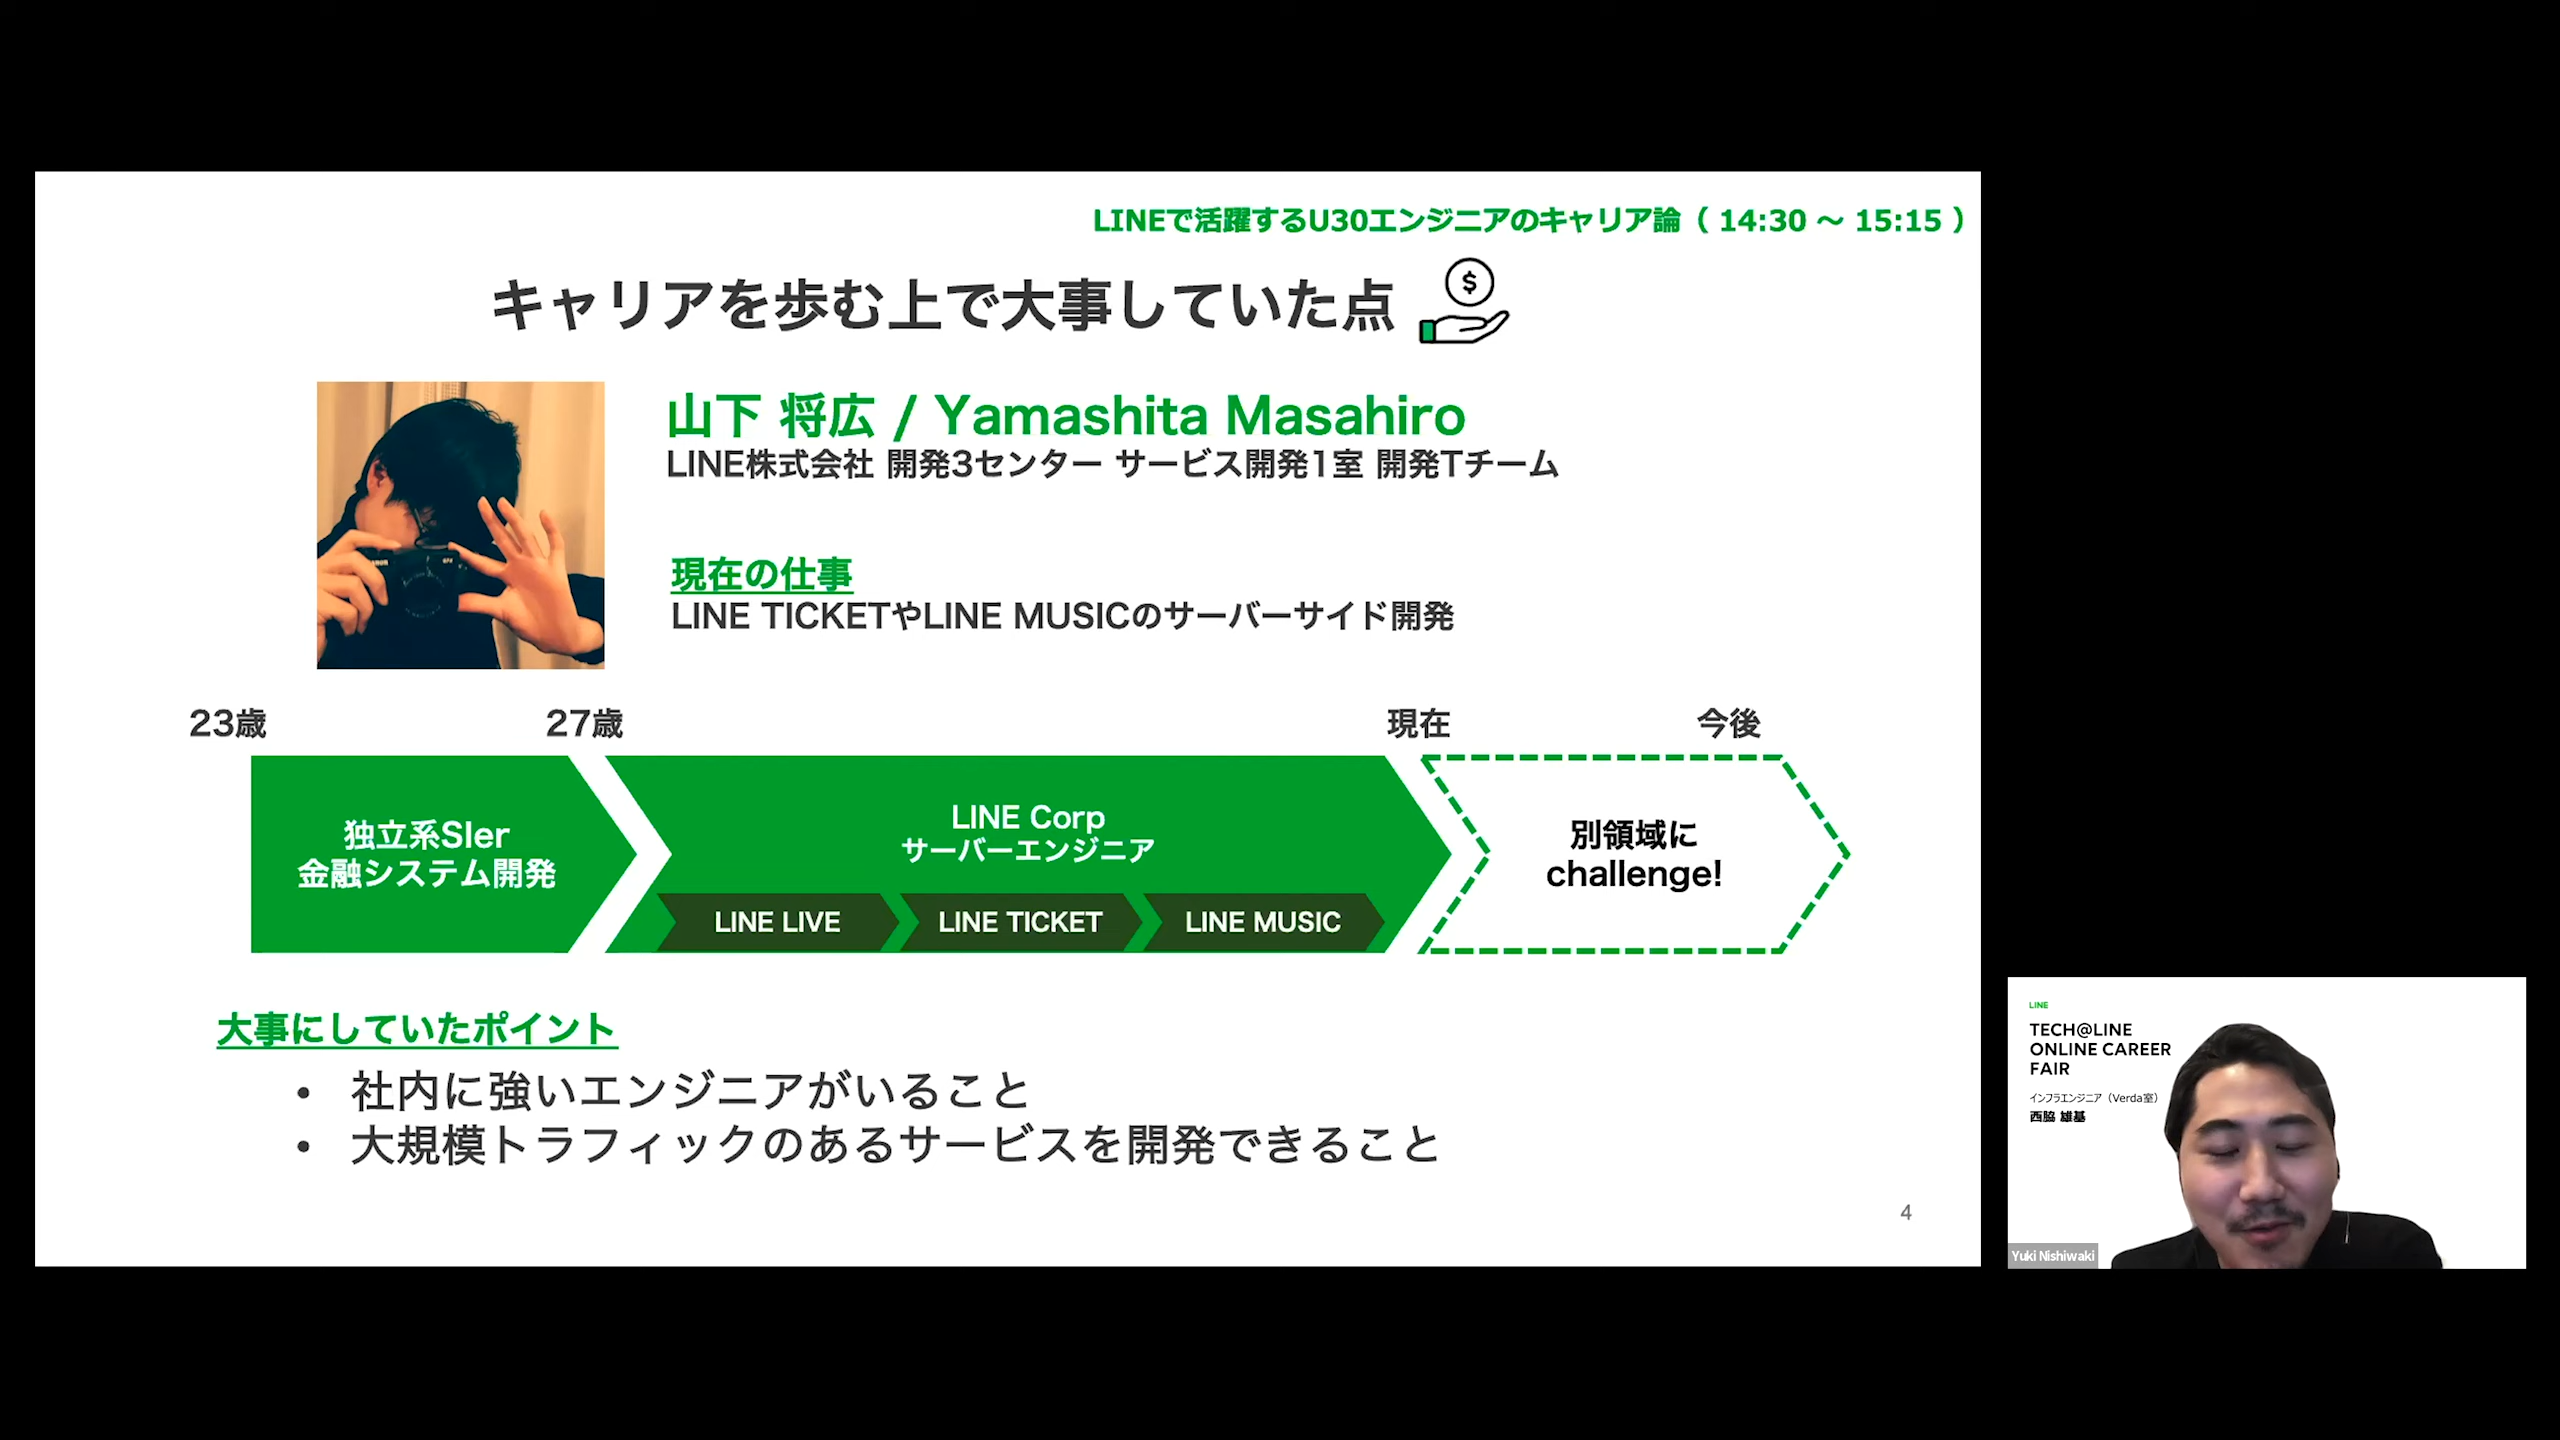 LINEで活躍するU30エンジニアのキャリア論（ 14:30 ～ 15:15 ）
キャリアを歩む上で大事していた点
$
山下 将広 / Yamashita Masahiro
LINE株式会社 開発3センター サービス開発1室 開発Tチーム
現在の仕事
LINE TICKETやLINE MUSICのサーバーサイド開発
23歳
27歳
現在
今後
独立系SIer
金融システム開発
LINE Corp
サーバーエンジニア
LINE LIVE
LINE TICKET
LINE MUSIC
別領域に
challenge!
大事にしていたポイント
• 社内に強いエンジニアがいること
• 大規模トラフィックのあるサービスを開発できること
4
LINE
TECH@LINE
ONLINE CAREER
FAIR
インフラエンジニア（Verda室）
西脇 雄基
Yuki Nishiwaki